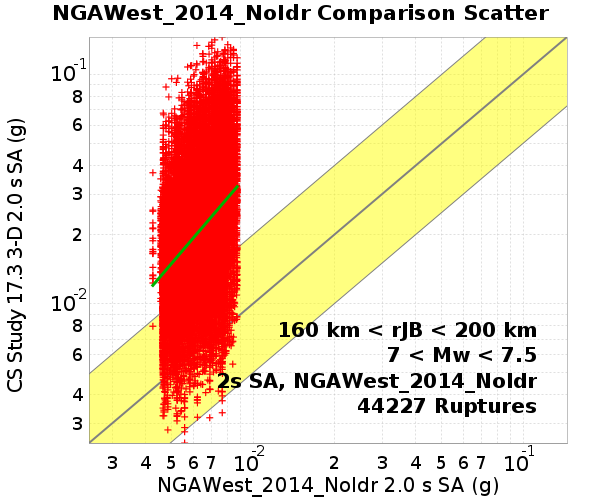 NGAWest_2014_NoIdr Comparison Scatter
CS Study 17.3 3-D 2.0 s SA (g)
10-1
8
6
4
3
2
10-2
8
6
4
3
160 km < rJB < 200 km
7 < Mw < 7.5
2s SA, NGAWest_2014_NoIdr
44227 Ruptures
3 4 5 6 7 10-2 2 3 4 5 6 7 10-1
NGAWest_2014_NoIdr 2.0 s SA (g)